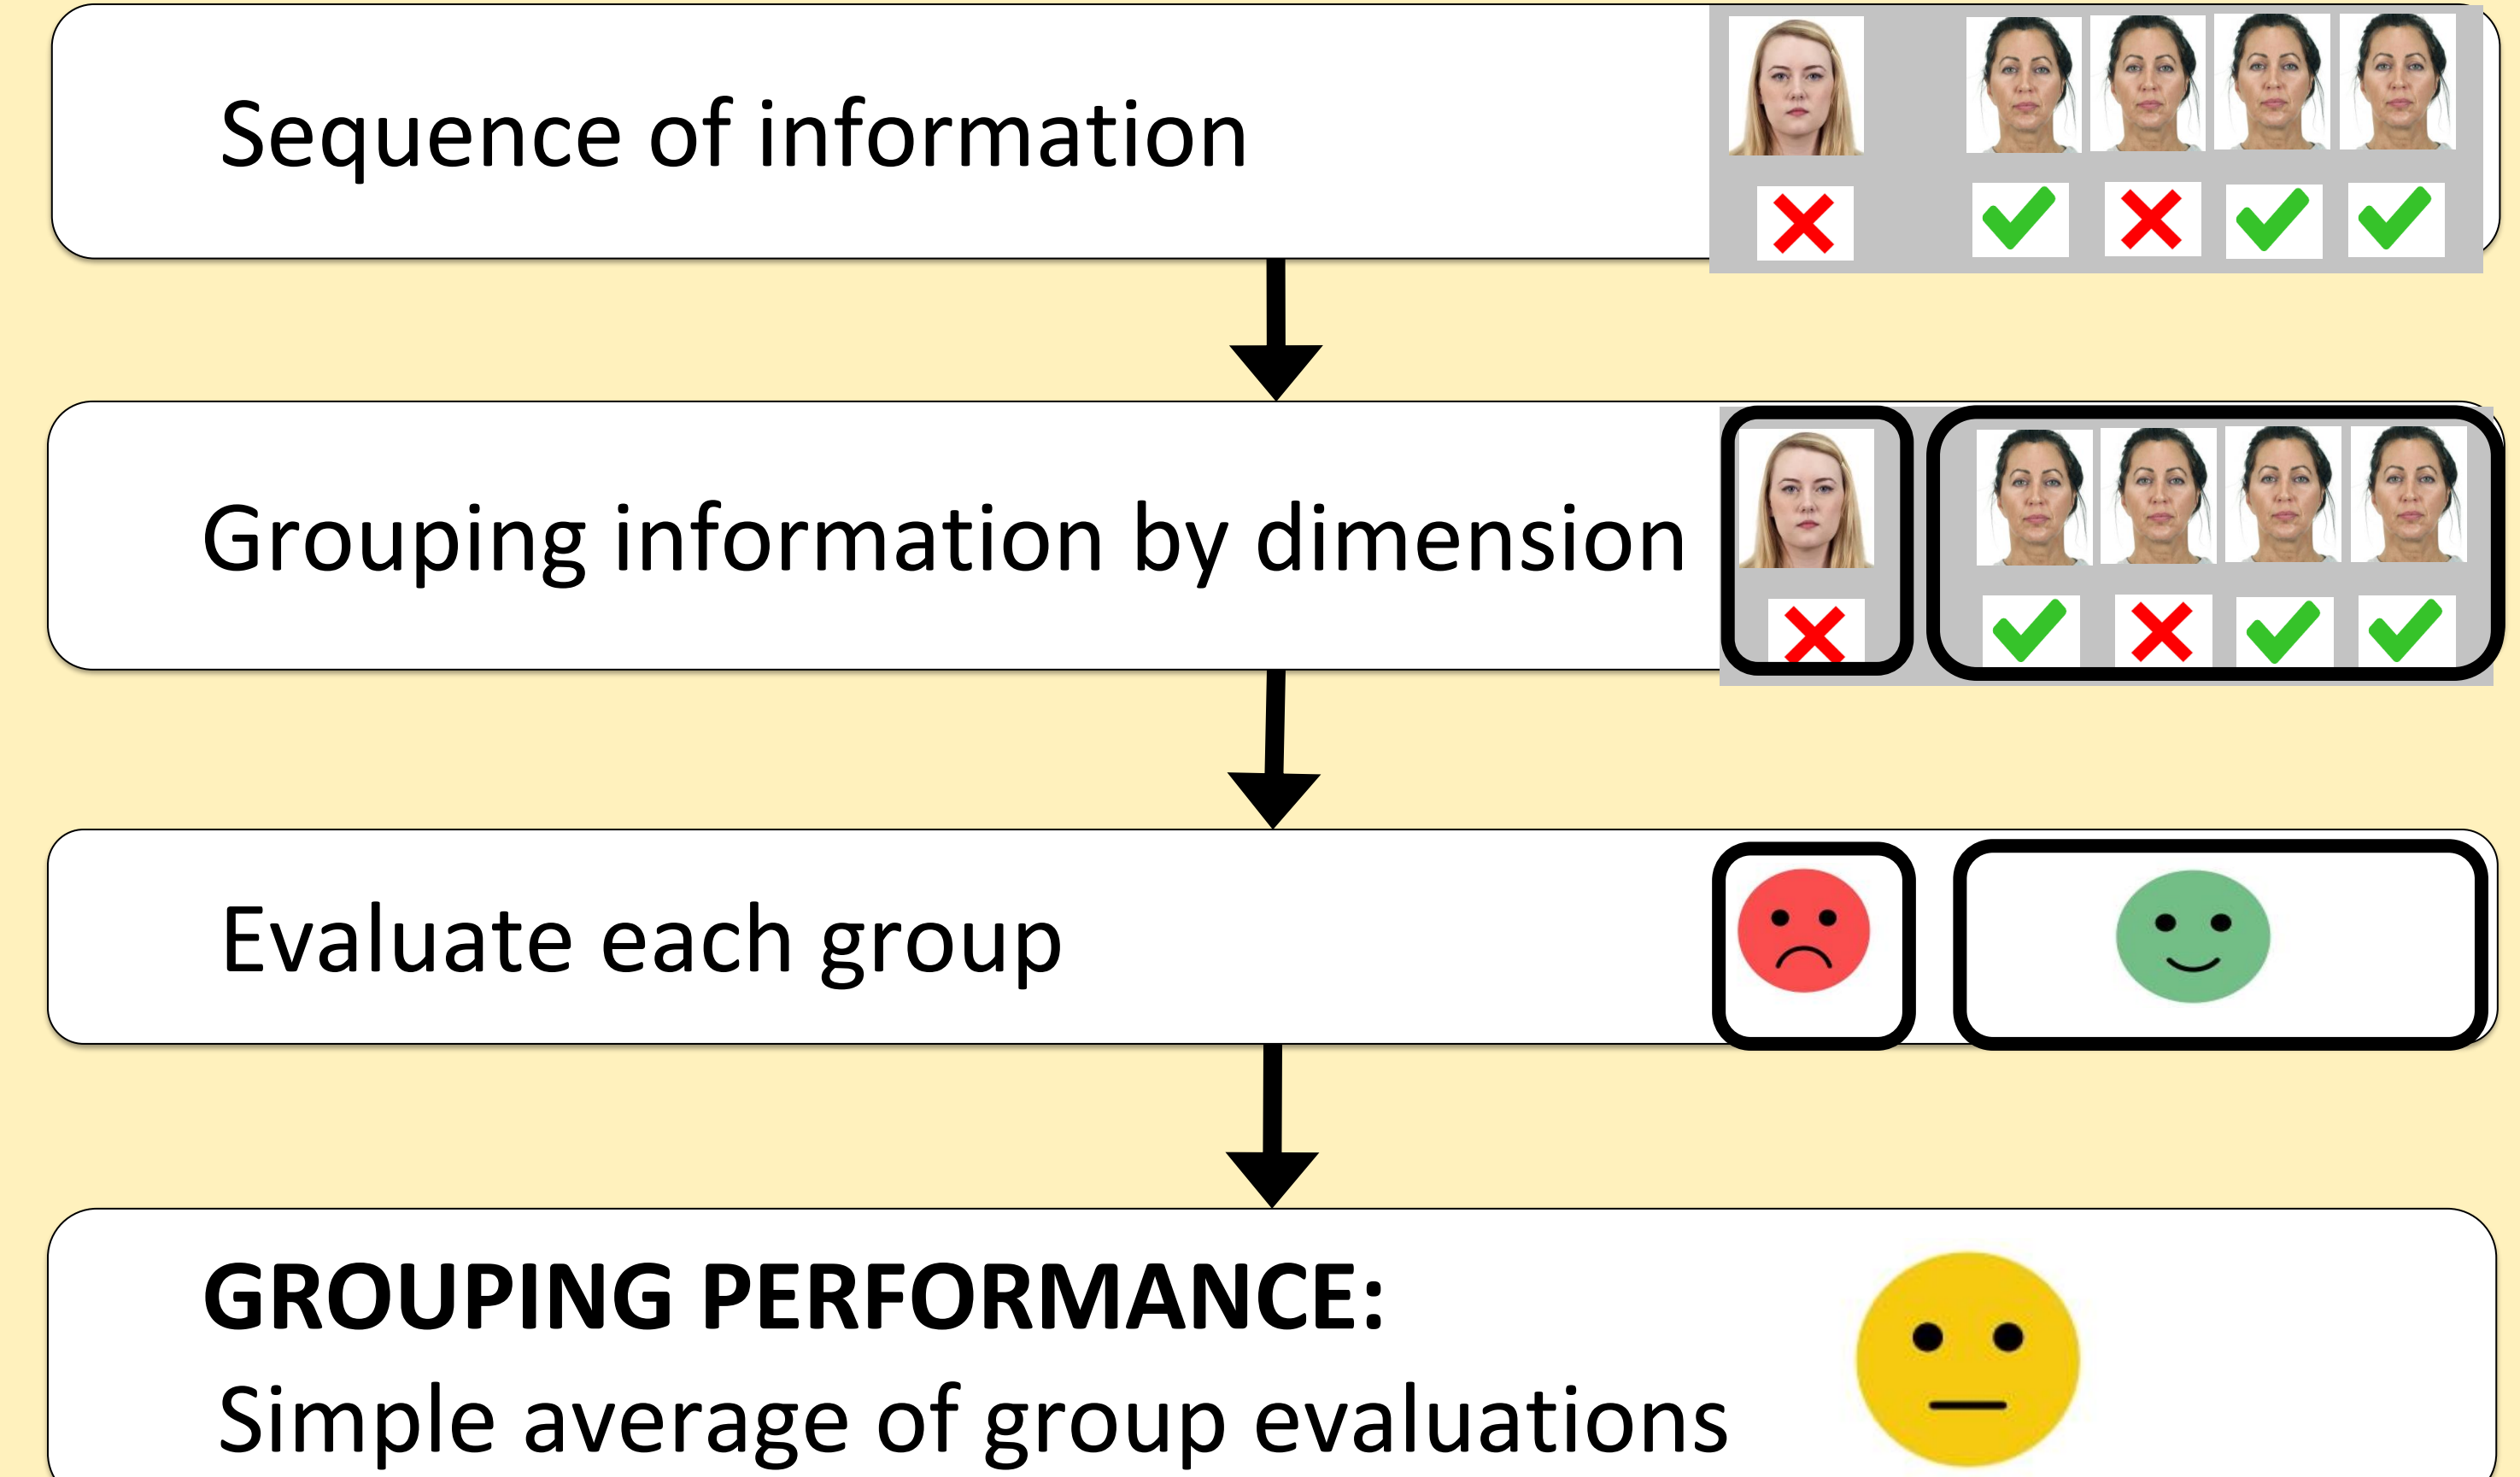 Sequence of information
Grouping information by dimension
Evaluate each group
GROUPING PERFORMANCE:
Simple average of group evaluations